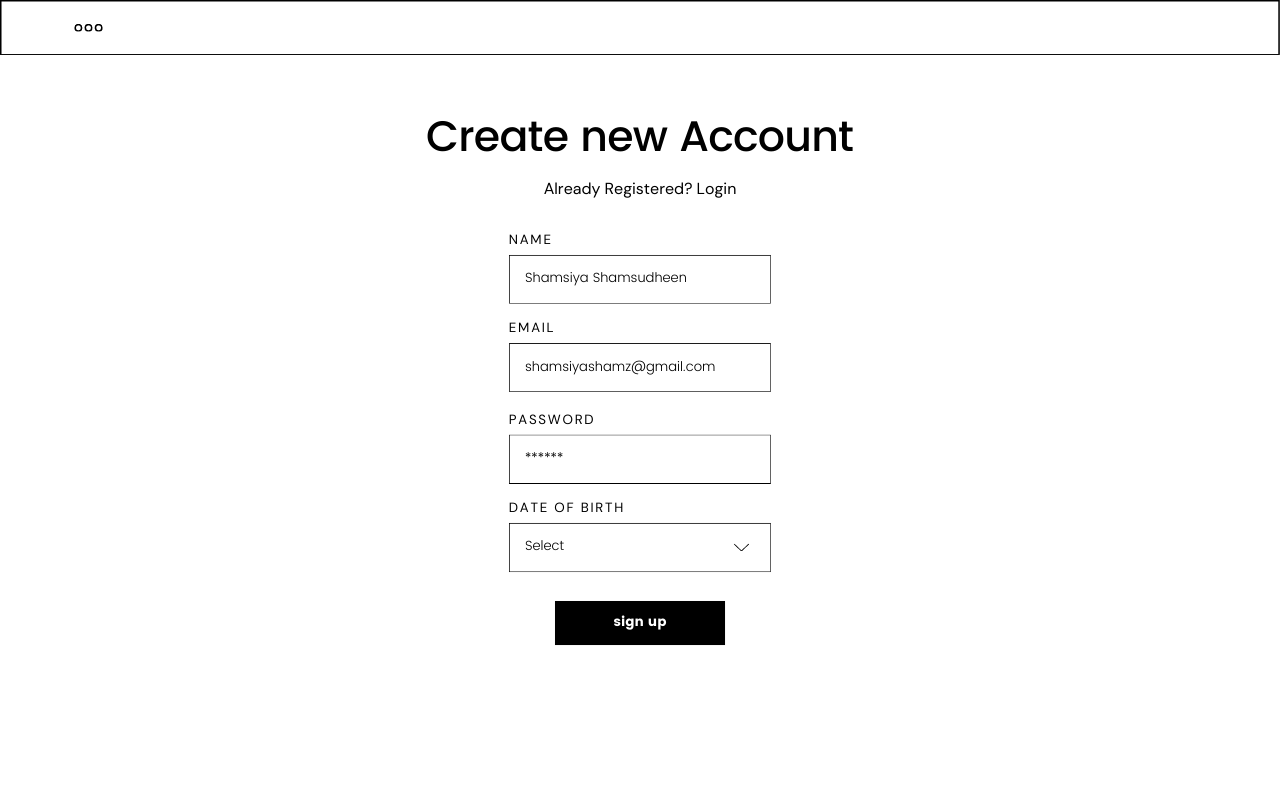 Create new Account
Already Registered? Login
NAME
Shamsiya Shamsudheen
EMAIL
shamsiyashamz@gmail.com
PASSWORD
******
DATE OF BIRTH
Select
sign up